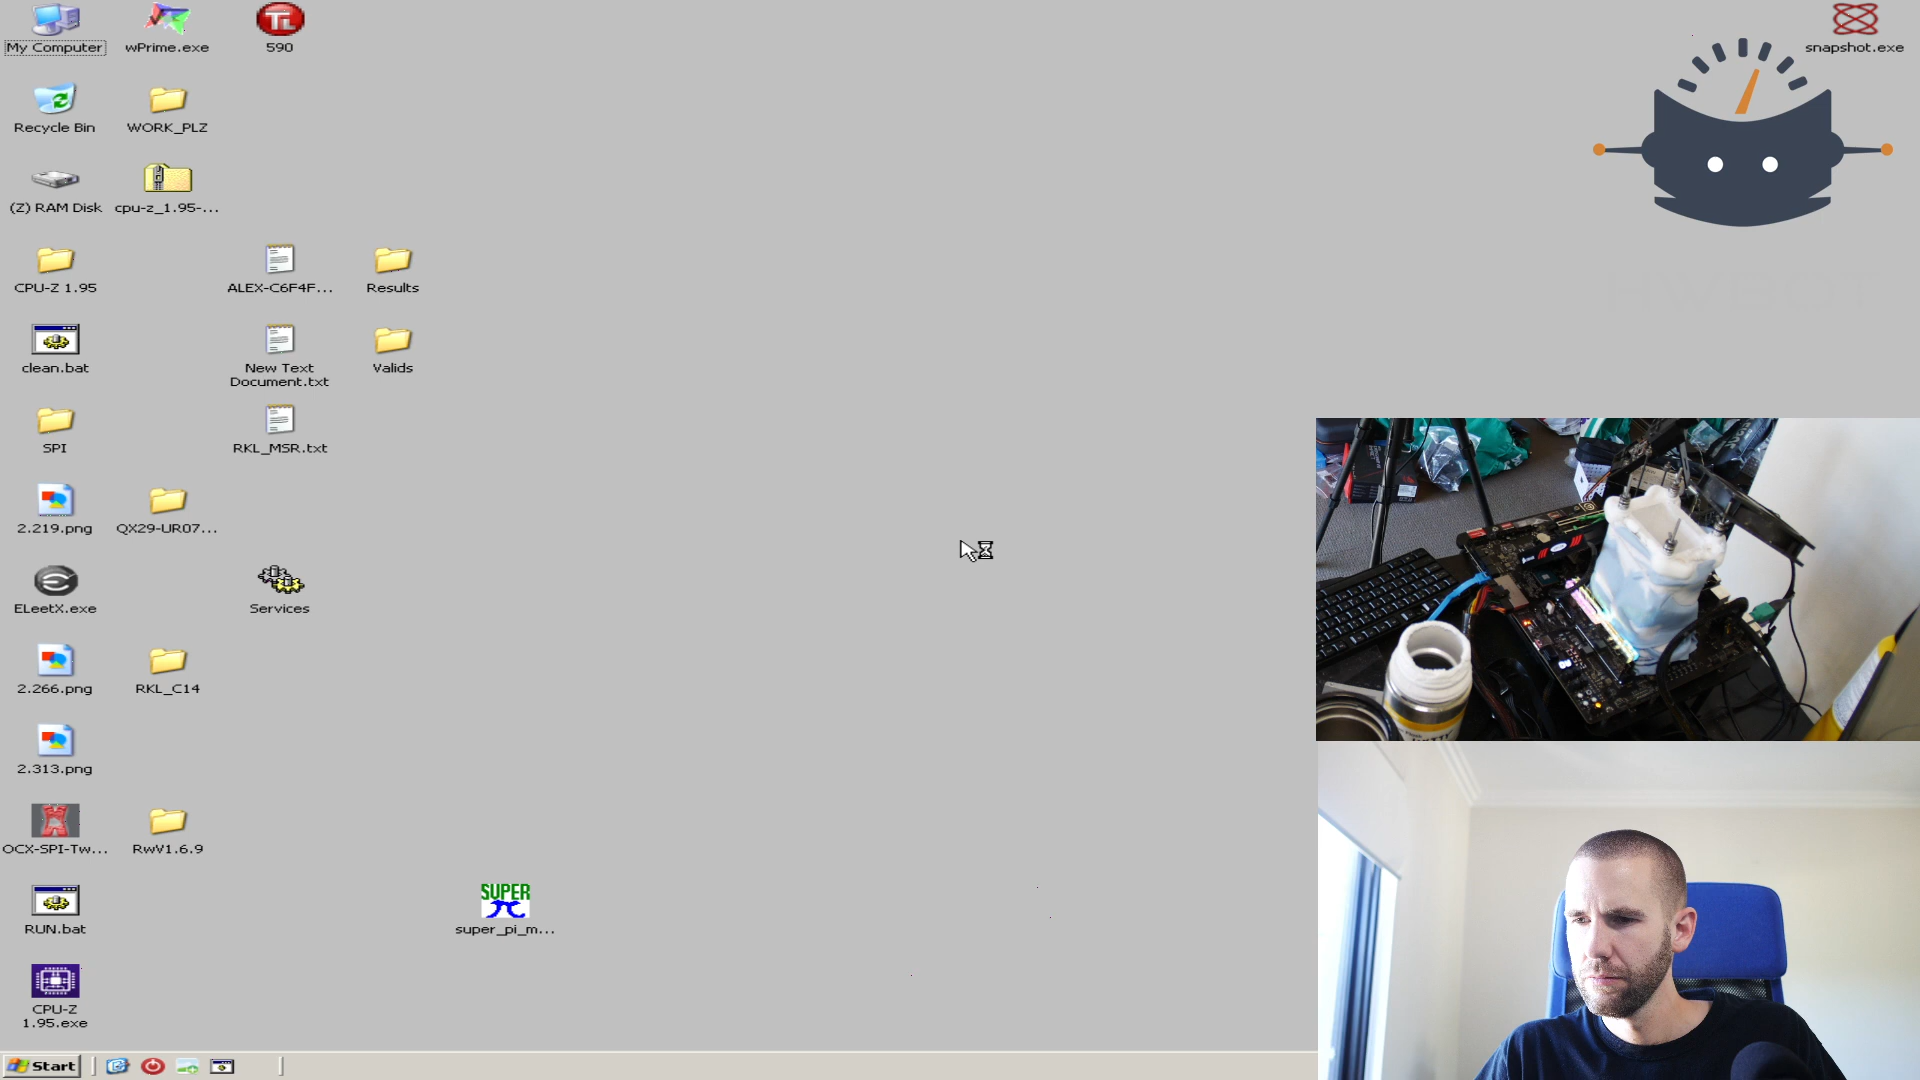 My Computer
wPrime.exe
590
snapshot.exe
Recycle Bin
WORK_PLZ
(Z) RAM Disk
cpu-z_1.95-...
CPU-Z 1.95
ALEX-C6F4F...
Results
clean.bat
New Text
Document.txt
Valids
SPI
RKL_MSR.txt
2.219.png
QX29-UR07...
ELeetX.exe
Services
2.266.png
RKL_C14
2.313.png
OCX-SPI-Tw...
RwV1.6.9
SUPER
RUN.bat
super_pi_m...
CPU-Z
1.95.exe
Start
TL